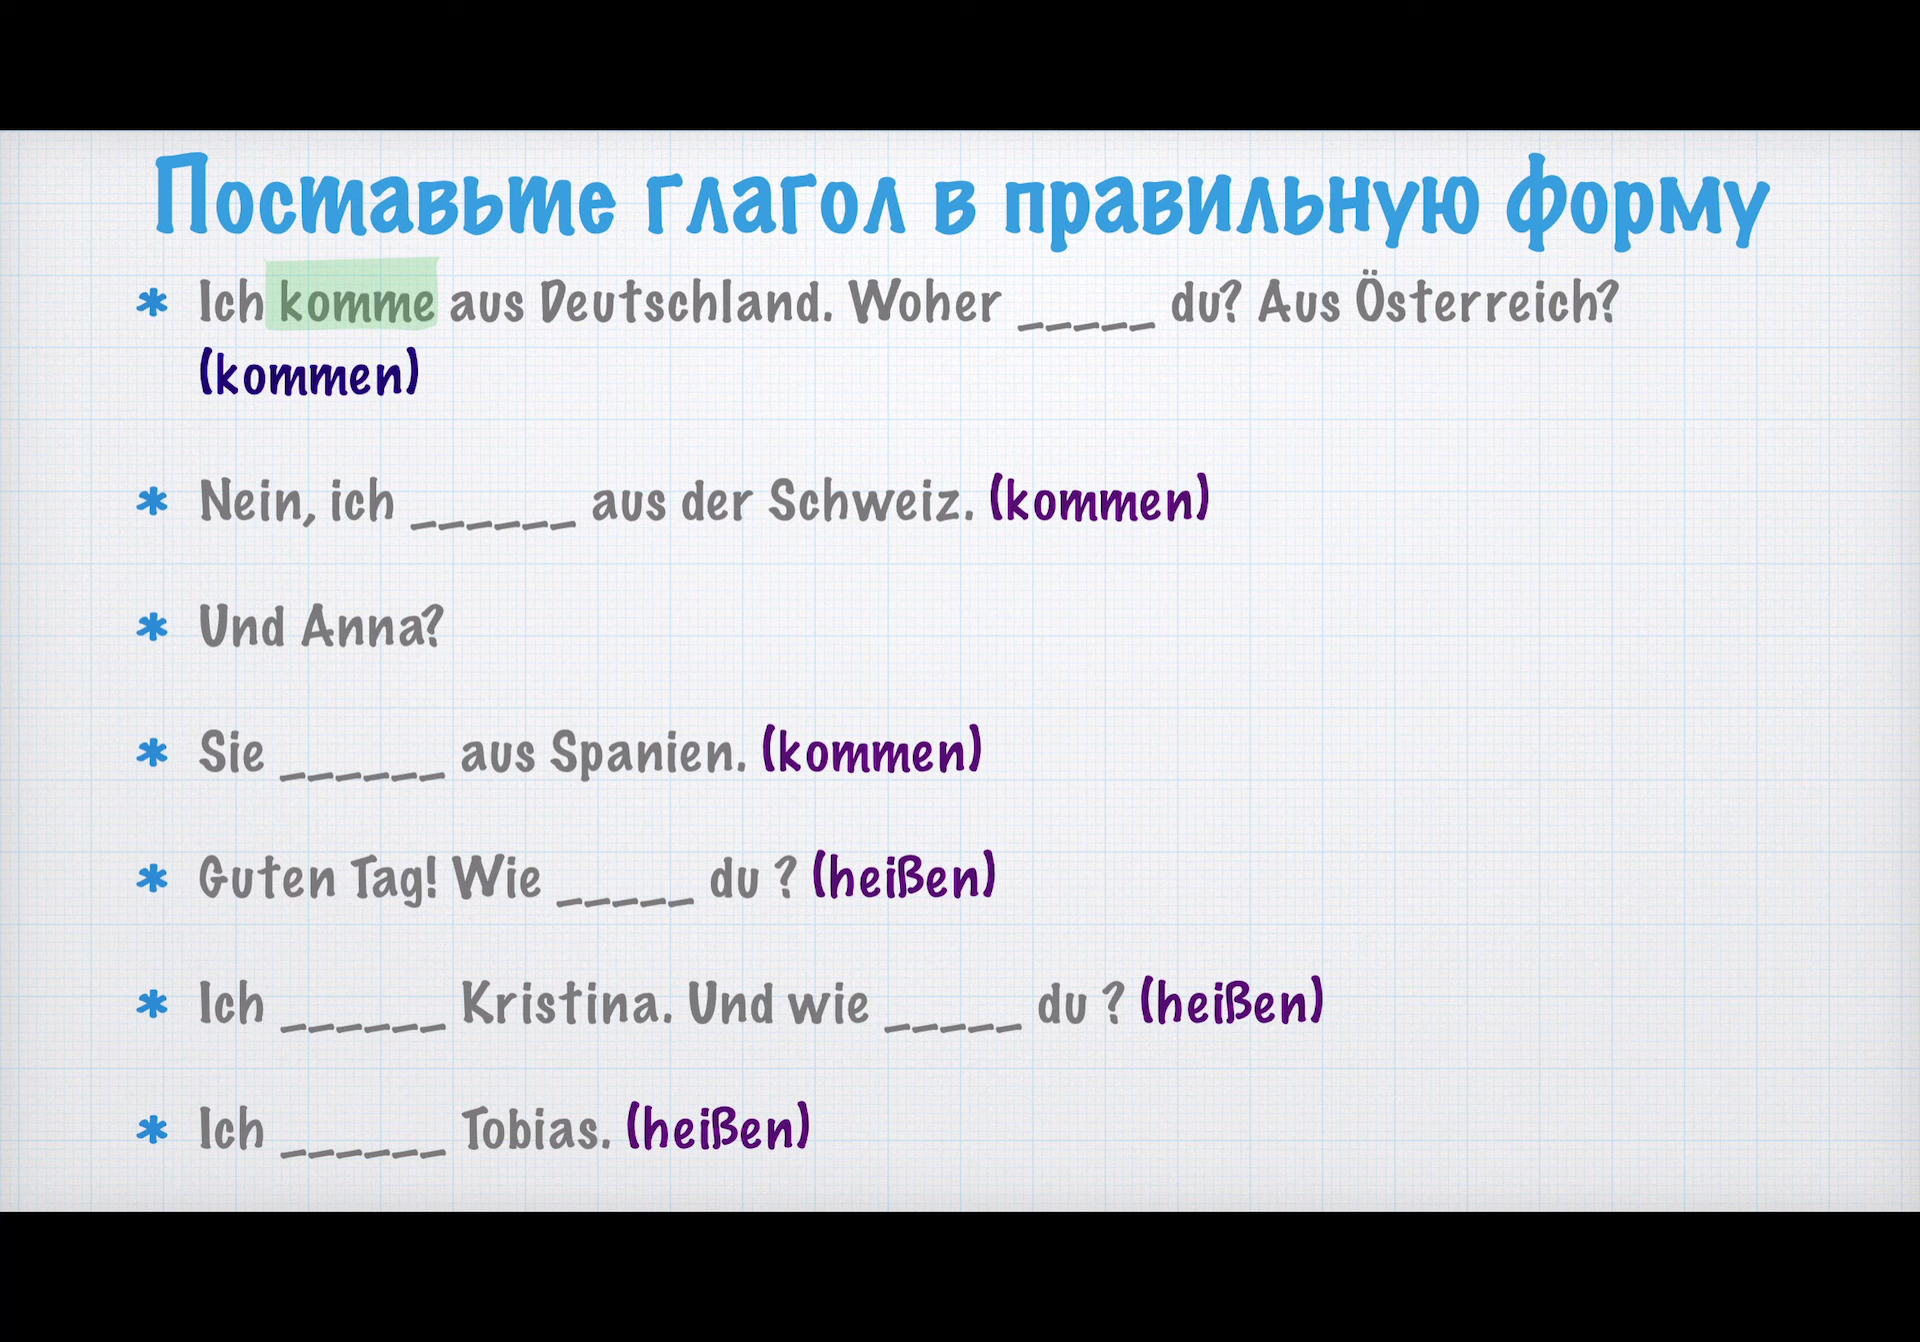 Поставьте глагол в правильную форму
* Ich komme aus Deutschland. Woher _____ du? Aus Österreich?
(kommen)
* Nein, ich ______ aus der Schweiz. (kommen)
* Und Anna?
* Sie ______ aus Spanien. (kommen)
* Guten Tag! Wie _____ du ? (heißen)
* Ich ______ Kristina. Und wie _____ du ? (heißen)
* Ich ______ Tobias. (heißen)